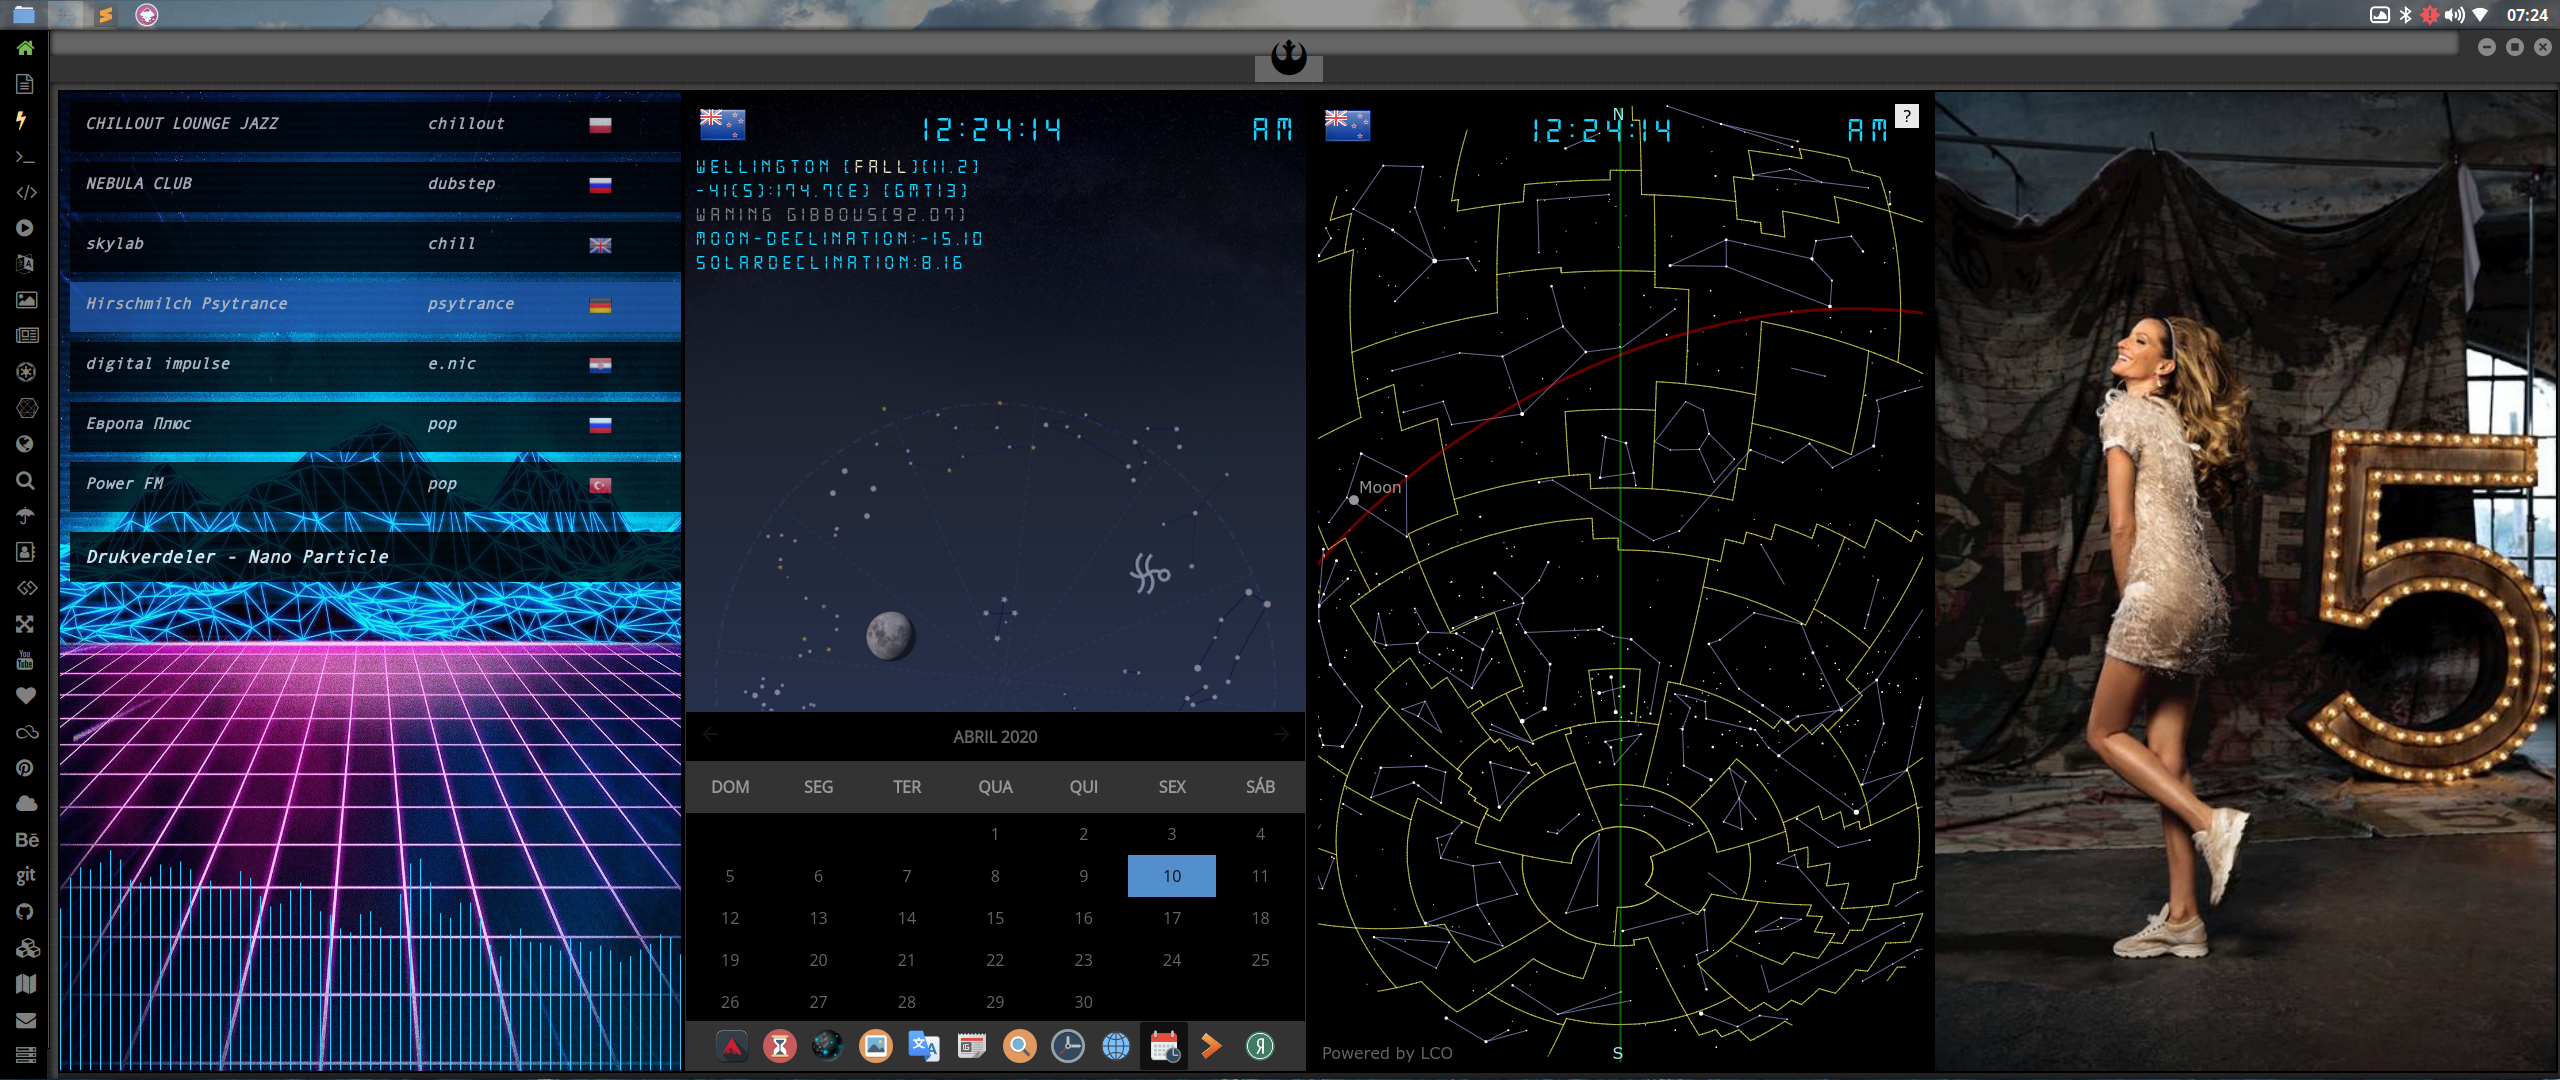 07:24
CHILLOUT LOUNGE JAZZ chillout
NEBULA CLUB dubstep
skylab chill
Hirschmilch Psytrance psytrance
digital impulse e.nic
Европа Плюс pop
Power FM pop
Drukverdeler - Nano Particle
You
Tube
Bē
git
12:24:14 AM
WELLINGTON [FALL][11.2]
-41(S):174.7(E) [GMT13]
WANING GIBBOUS[92.07]
MOON-DECLINATION:-15.10
SOLARDECLINATION:8.16
ABRIL 2020
DOM SEG TER QUA QUI SEX SÁB
1 2 3 4
5 6 7 8 9 10 11
12 13 14 15 16 17 18
19 20 21 22 23 24 25
26 27 28 29 30
N
12:24:14 AM ?
Moon
S
Powered by LCO
5